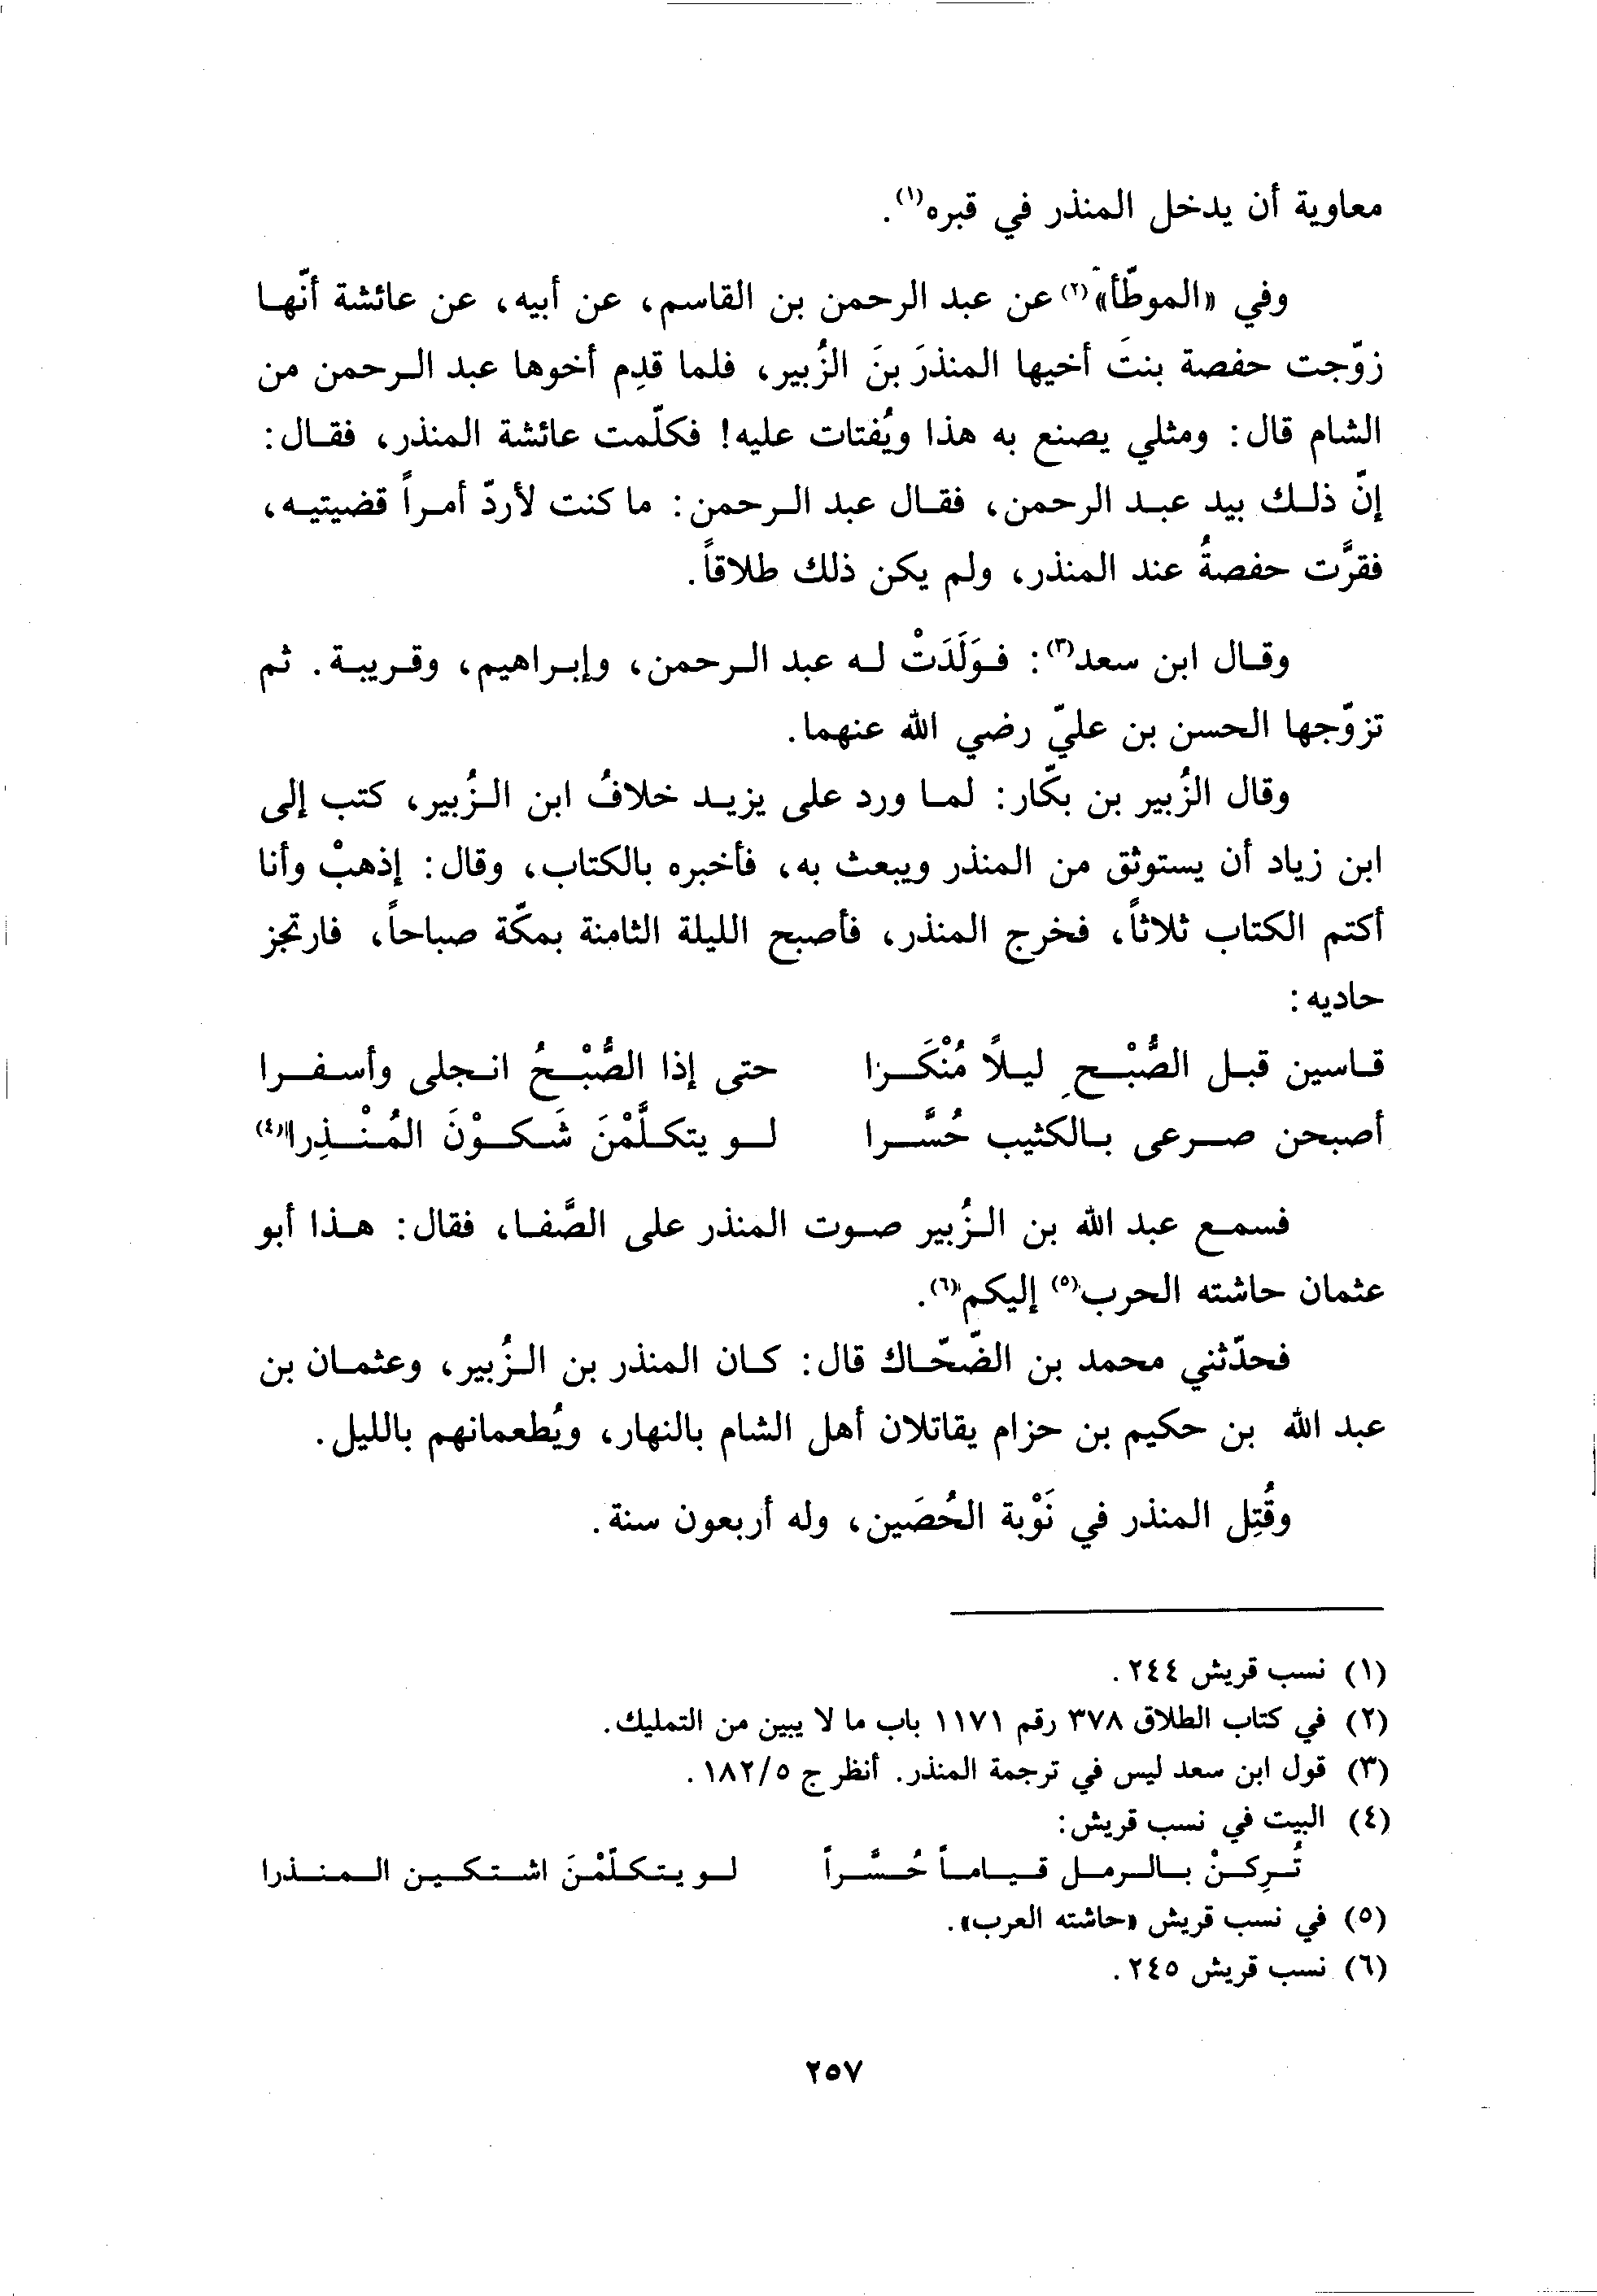 معاوية أن يدخل المنذر في قبره(١).
وفي «الموطّأ»(٢) عن عبد الرحمن بن القاسم، عن أبيه، عن عائشة أنّها
زوّجت حفصة بنتَ أخيها المنذرَ بنَ الزُبير، فلما قدِم أخوها عبد الرحمن من
الشام قال: ومثلي يصنع به هذا ويُفتات عليه! فكلّمت عائشة المنذر، فقال:
إنّ ذلك بيد عبد الرحمن، فقال عبد الرحمن: ما كنت لأردّ أمراً قضيتيه،
فقرَّت حفصةُ عند المنذر، ولم يكن ذلك طلاقاً.
وقال ابن سعد(٣): فوَلَدَتْ له عبد الرحمن، وإبراهيم، وقريبة. ثم
تزوّجها الحسن بن عليّ رضي الله عنهما.
وقال الزُبير بن بكّار: لما ورد على يزيد خلافُ ابن الزُبير، كتب إلى
ابن زياد أن يستوثق من المنذر ويبعث به، فأخبره بالكتاب، وقال: إذهبْ وأنا
أكتم الكتاب ثلاثاً، فخرج المنذر، فأصبح الليلة الثامنة بمكّة صباحاً، فارتجز
حاديه:
قاسين قبل الصُّبْحِ ليلًا مُنْكَرا حتى إذا الصُّبْحُ انجلى وأسفرا
أصبحن صرعى بالكثيب حُسَّرا لو يتكلَّمْنَ شَكوْنَ المُنْذِرا(٤)
فسمع عبد الله بن الزُبير صوت المنذر على الصَّفا، فقال: هذا أبو
عثمان حاشته الحرب(٥) إليكم(٦).
فحدّثني محمد بن الضّحّاك قال: كان المنذر بن الزُبير، وعثمان بن
عبد الله بن حكيم بن حزام يقاتلان أهل الشام بالنهار، ويُطعمانهم بالليل.
وقُتِل المنذر في نَوْبة الحُصَين، وله أربعون سنة.
(١) نسب قريش ٢٤٤.
(٢) في كتاب الطلاق ٣٧٨ رقم ١١٧١ باب ما لا يبين من التمليك.
(٣) قول ابن سعد ليس في ترجمة المنذر. أنظر ج ١٨٢/٥.
(٤) البيت في نسب قريش:
تُرِكنْ بالرمل قياماً حُسَّراً لو يتكلّمْنَ اشتكين المنذرا
(٥) في نسب قريش «حاشته العرب».
(٦) نسب قريش ٢٤٥.
٢٥٧